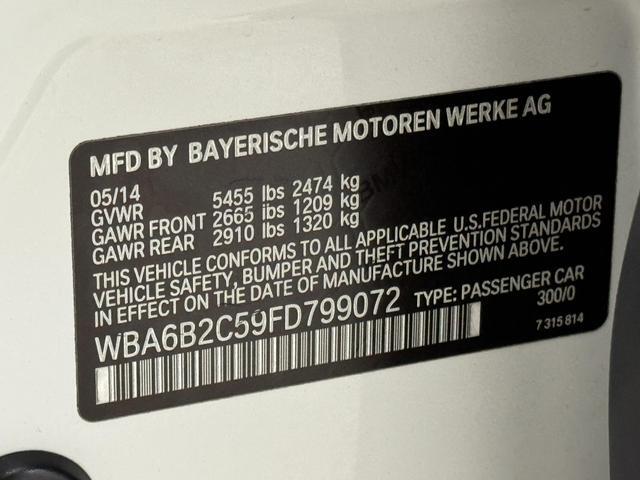 MFD BY BAYERISCHE MOTOREN WERKE AG
05/14
GVWR 5455 lbs 2474 kg
GAWR FRONT 2665 lbs 1209 kg
GAWR REAR 2910 lbs 1320 kg
THIS VEHICLE CONFORMS TO ALL APPLICABLE U.S.FEDERAL MOTOR
VEHICLE SAFETY, BUMPER AND THEFT PREVENTION STANDARDS
IN EFFECT ON THE DATE OF MANUFACTURE SHOWN ABOVE.
WBA6B2C59FD799072 TYPE: PASSENGER CAR
300/0
7 315 814